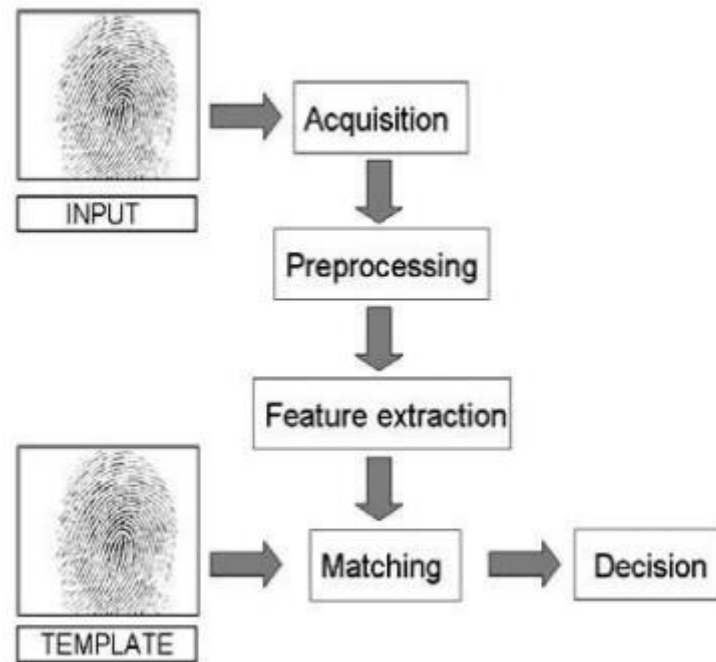 Acquisition
INPUT
Preprocessing
Feature extraction
Matching
Decision
TEMPLATE